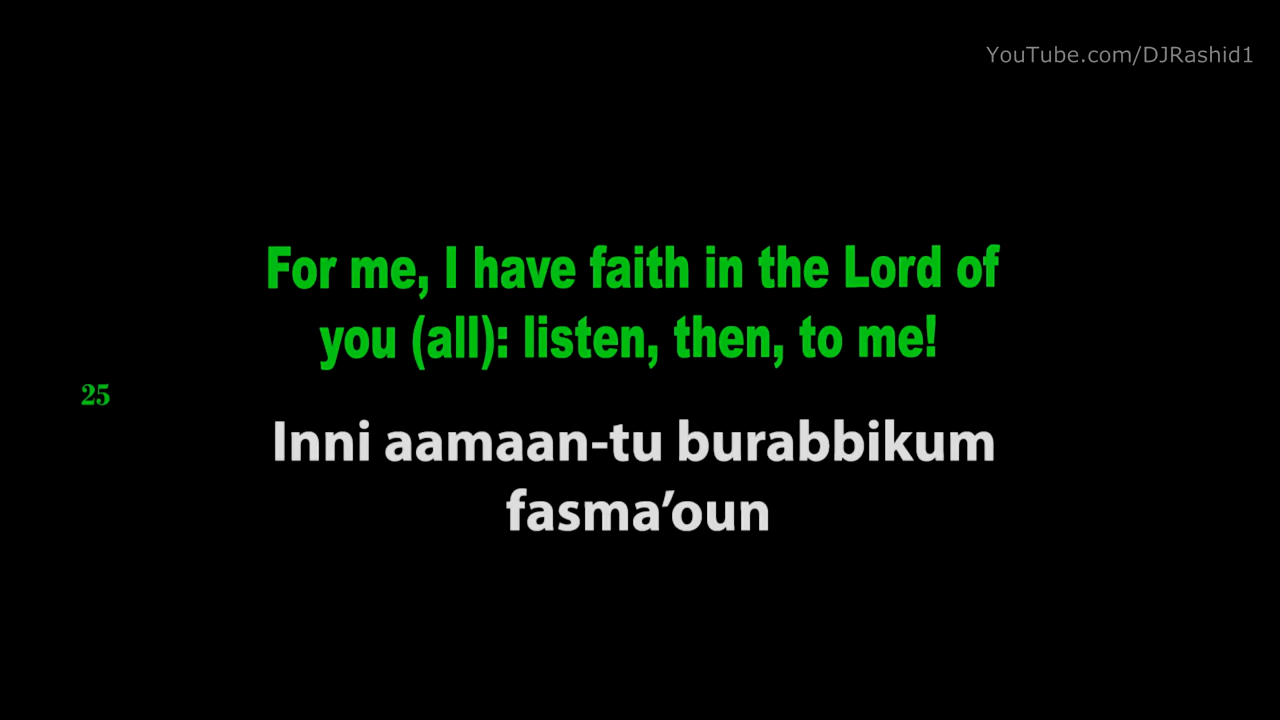 YouTube.com/DJRashid1
For me, I have faith in the Lord of
you (all): listen, then, to me!
25
Inni aamaan-tu burabbikum
fasma’oun